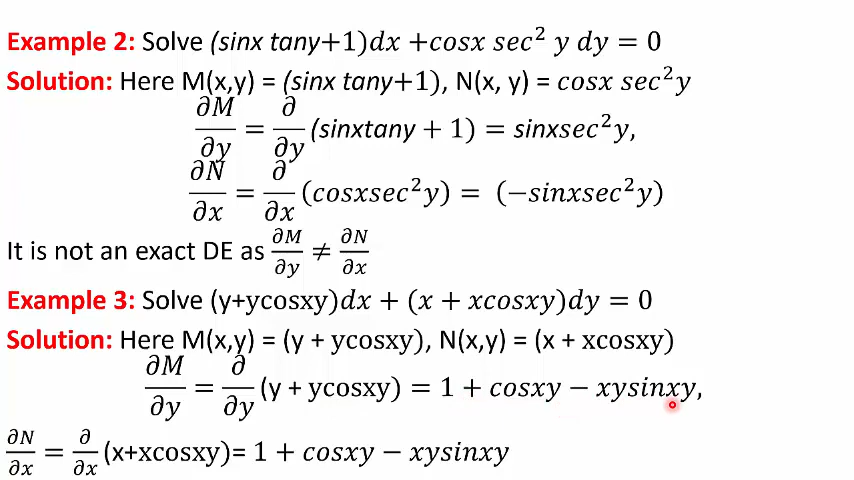 Example 2: Solve (sinx tany+1)dx +cosx sec² y dy = 0
Solution: Here M(x,y) = (sinx tany+1), N(x, y) = cosx sec²y
∂M/∂y = ∂/∂y (sinxtany + 1) = sinxsec²y,
∂N/∂x = ∂/∂x (cosxsec²y) = (−sinxsec²y)
It is not an exact DE as ∂M/∂y ≠ ∂N/∂x
Example 3: Solve (y+ycosxy)dx + (x + xcosxy)dy = 0
Solution: Here M(x,y) = (y + ycosxy), N(x,y) = (x + xcosxy)
∂M/∂y = ∂/∂y (y + ycosxy) = 1 + cosxy − xysinxy,
∂N/∂x = ∂/∂x (x+xcosxy)= 1 + cosxy − xysinxy